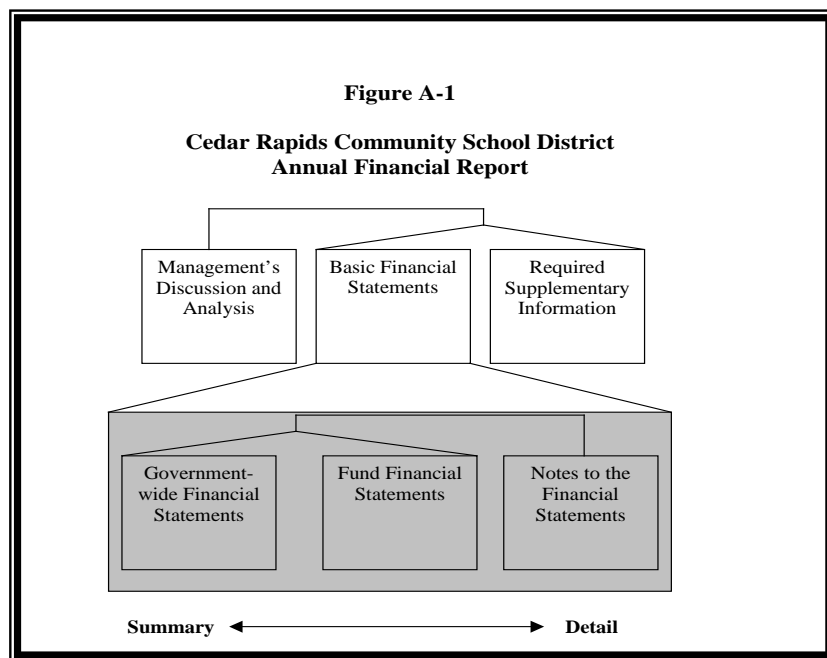 Figure A-1
Cedar Rapids Community School District
Annual Financial Report
Management’s
Discussion and
Analysis
Basic Financial
Statements
Required
Supplementary
Information
Government-
wide Financial
Statements
Fund Financial
Statements
Notes to the
Financial
Statements
Summary
Detail